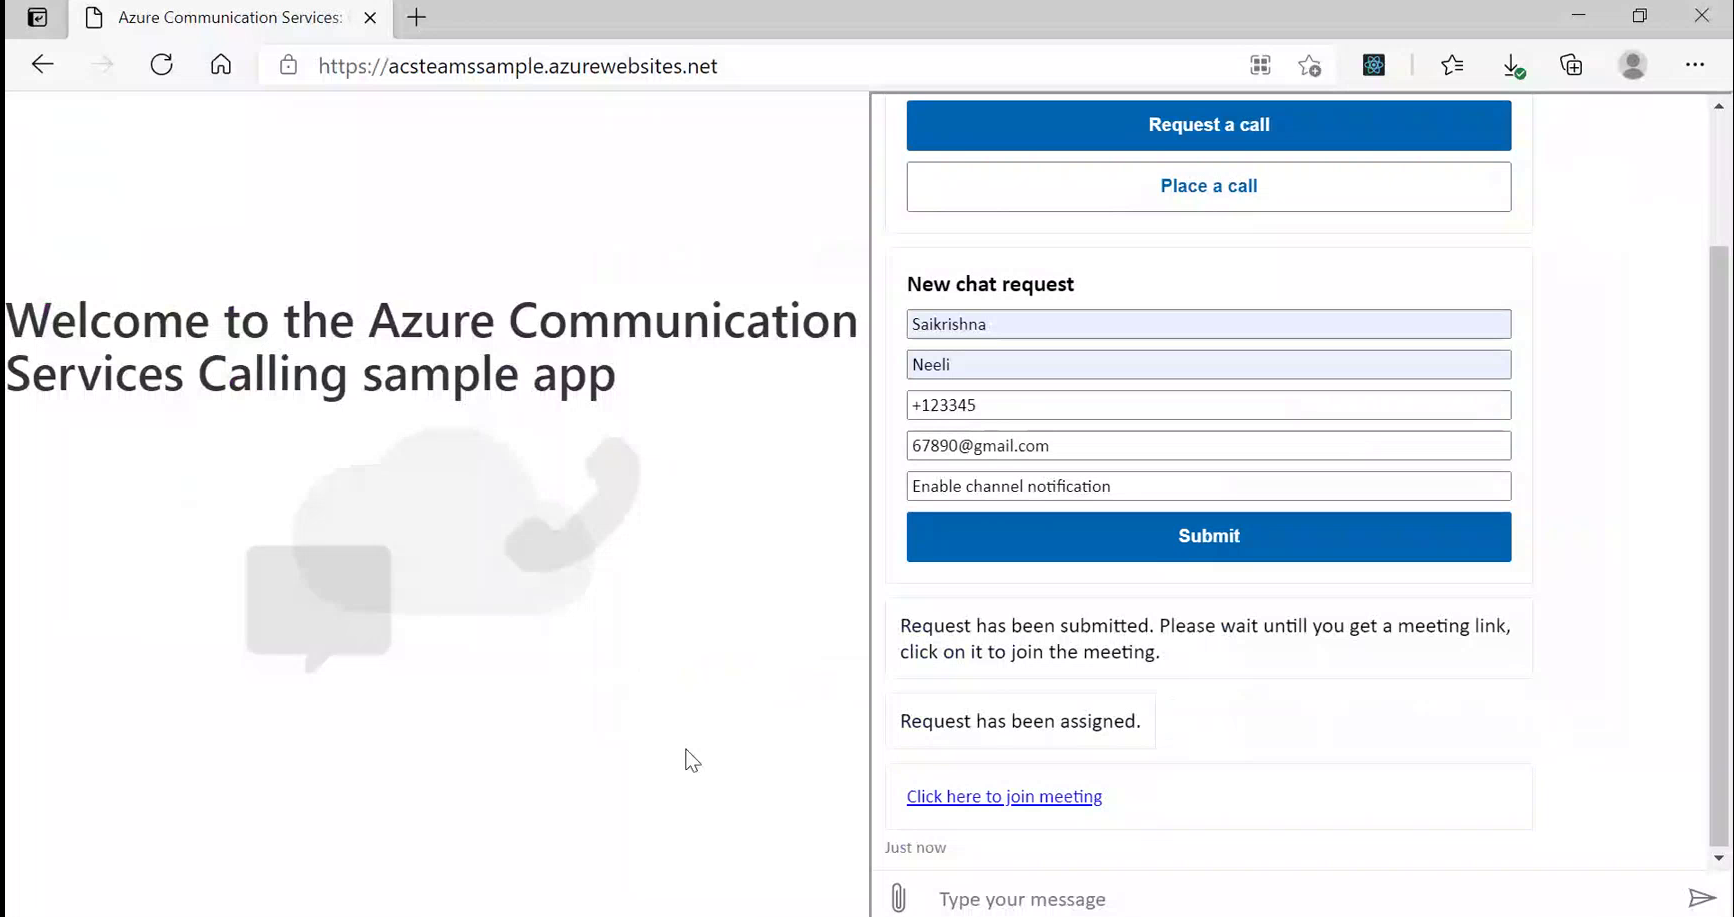 Azure Communication Services:
https://acsteamssample.azurewebsites.net
Welcome to the Azure Communication
Services Calling sample app
Request a call
Place a call
New chat request
Saikrishna
Neeli
+123345
67890@gmail.com
Enable channel notification
Submit
Request has been submitted. Please wait untill you get a meeting link,
click on it to join the meeting.
Request has been assigned.
Click here to join meeting
Just now
Type your message